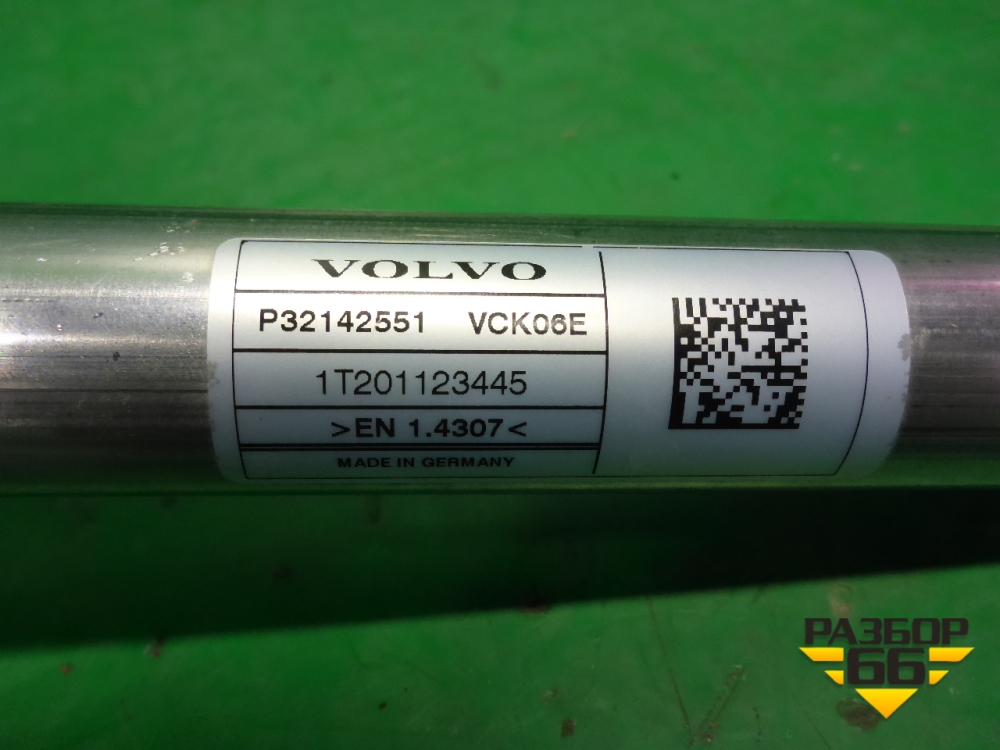 VOLVO
P32142551 VCK06E
1T201123445
>EN 1.4307<
MADE IN GERMANY
РАЗБОР
66